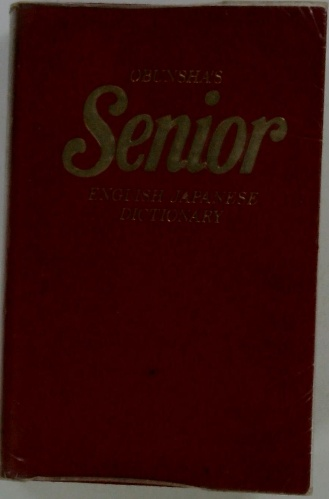 OBUNSHA'S
Senior
ENGLISH JAPANESE
DICTIONARY